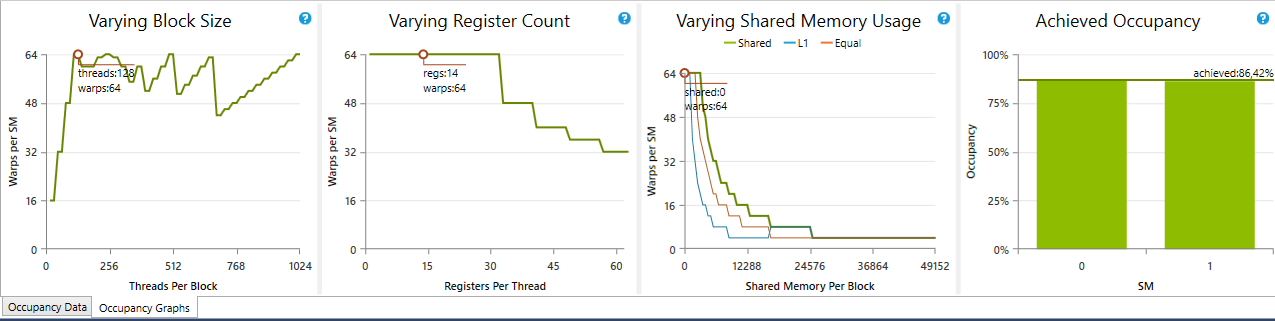 Varying Block Size
?
64
48
32
16
0
Warps per SM
threads:128
warps:64
0 256 512 768 1024
Threads Per Block
Varying Register Count
?
64
48
32
16
0
Warps per SM
regs:14
warps:64
0 15 30 45 60
Registers Per Thread
Varying Shared Memory Usage
?
Shared L1 Equal
64
48
32
16
0
Warps per SM
shared:0
warps:64
0 12288 24576 36864 49152
Shared Memory Per Block
Achieved Occupancy
?
100%
75%
50%
25%
0%
Occupancy
achieved:86,42%
0 1
SM
Occupancy Data Occupancy Graphs